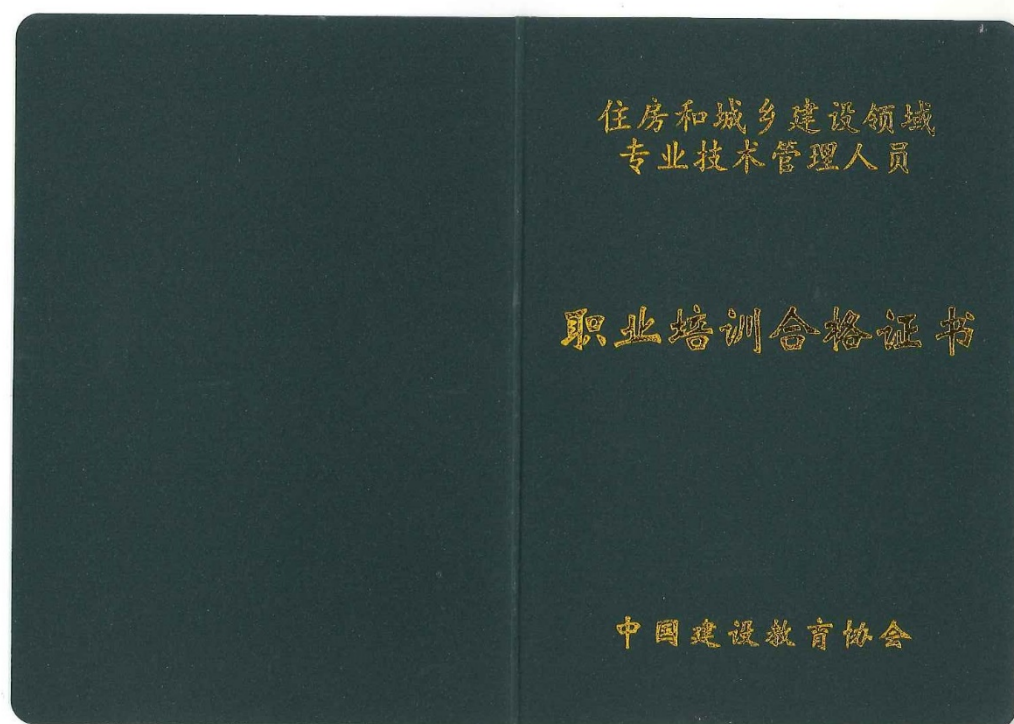 住房和城乡建设领域
专业技术管理人员
职业培训合格证书
中国建设教育协会